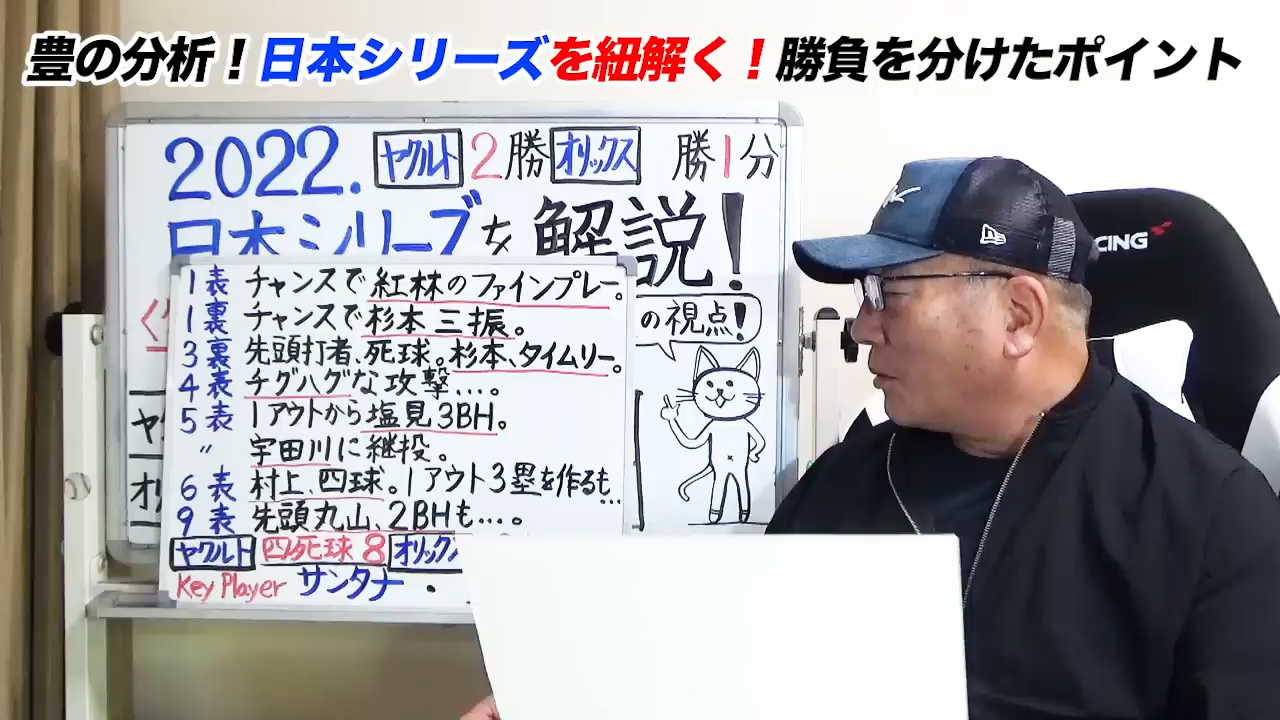 豊の分析！日本シリーズを紐解く！勝負を分けたポイント
2022. ヤクルト 2勝 オリックス 勝1分
日本シリーズを解説！
の視点！
1表 チャンスで紅林のファインプレー。
1裏 チャンスで杉本三振。
3裏 先頭打者、死球。杉本、タイムリー。
4表 チグハグな攻撃…。
5表 1アウトから塩見3BH。
〃 宇田川に継投。
6表 村上、四球。1アウト3塁を作るも…
9表 先頭丸山、2BHも…。
ヤクルト 四死球8 オリック
Key Player サンタナ ・
ヤ
オリ
CING